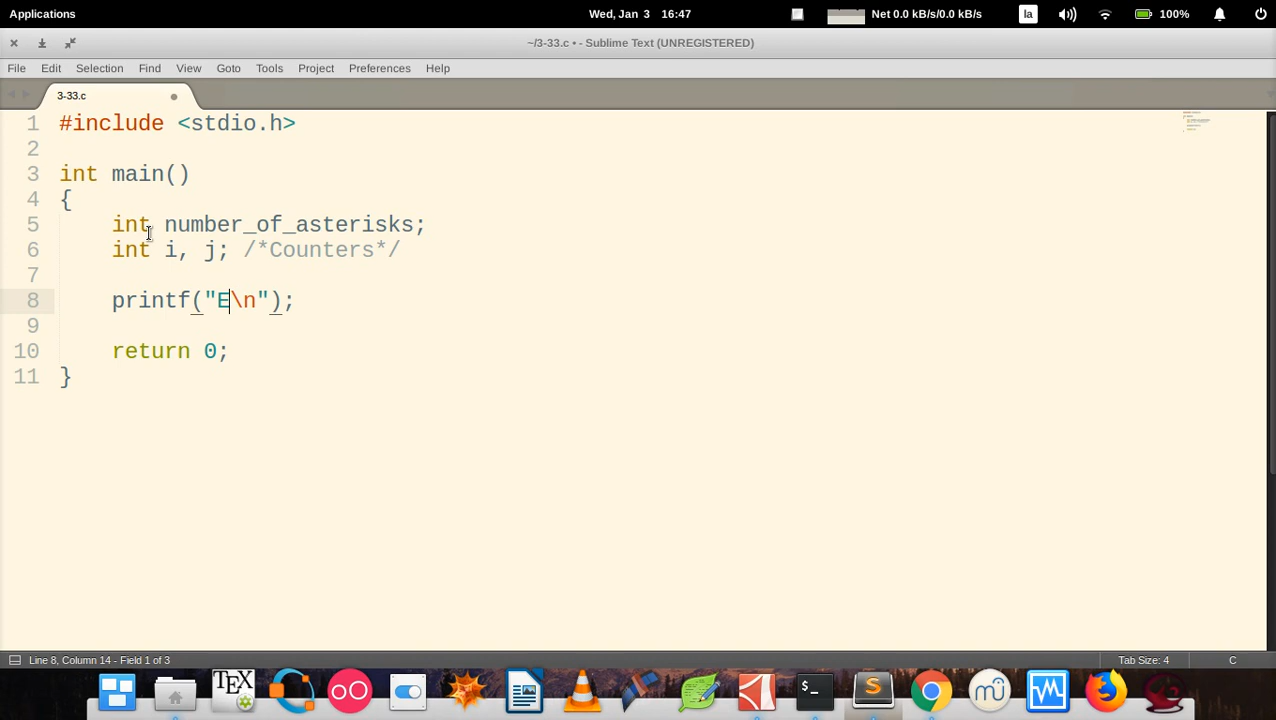 Applications
Wed, Jan 3 16:47
Net 0.0 kB/s/0.0 kB/s
la
100%
~/3-33.c • - Sublime Text (UNREGISTERED)
File Edit Selection Find View Goto Tools Project Preferences Help
3-33.c
1 #include <stdio.h>
2
3 int main()
4 {
5 int number_of_asterisks;
6 int i, j; /*Counters*/
7
8 printf("E\n");
9
10 return 0;
11 }
Line 8, Column 14 - Field 1 of 3
Tab Size: 4
C
TEX
>_
S
mü